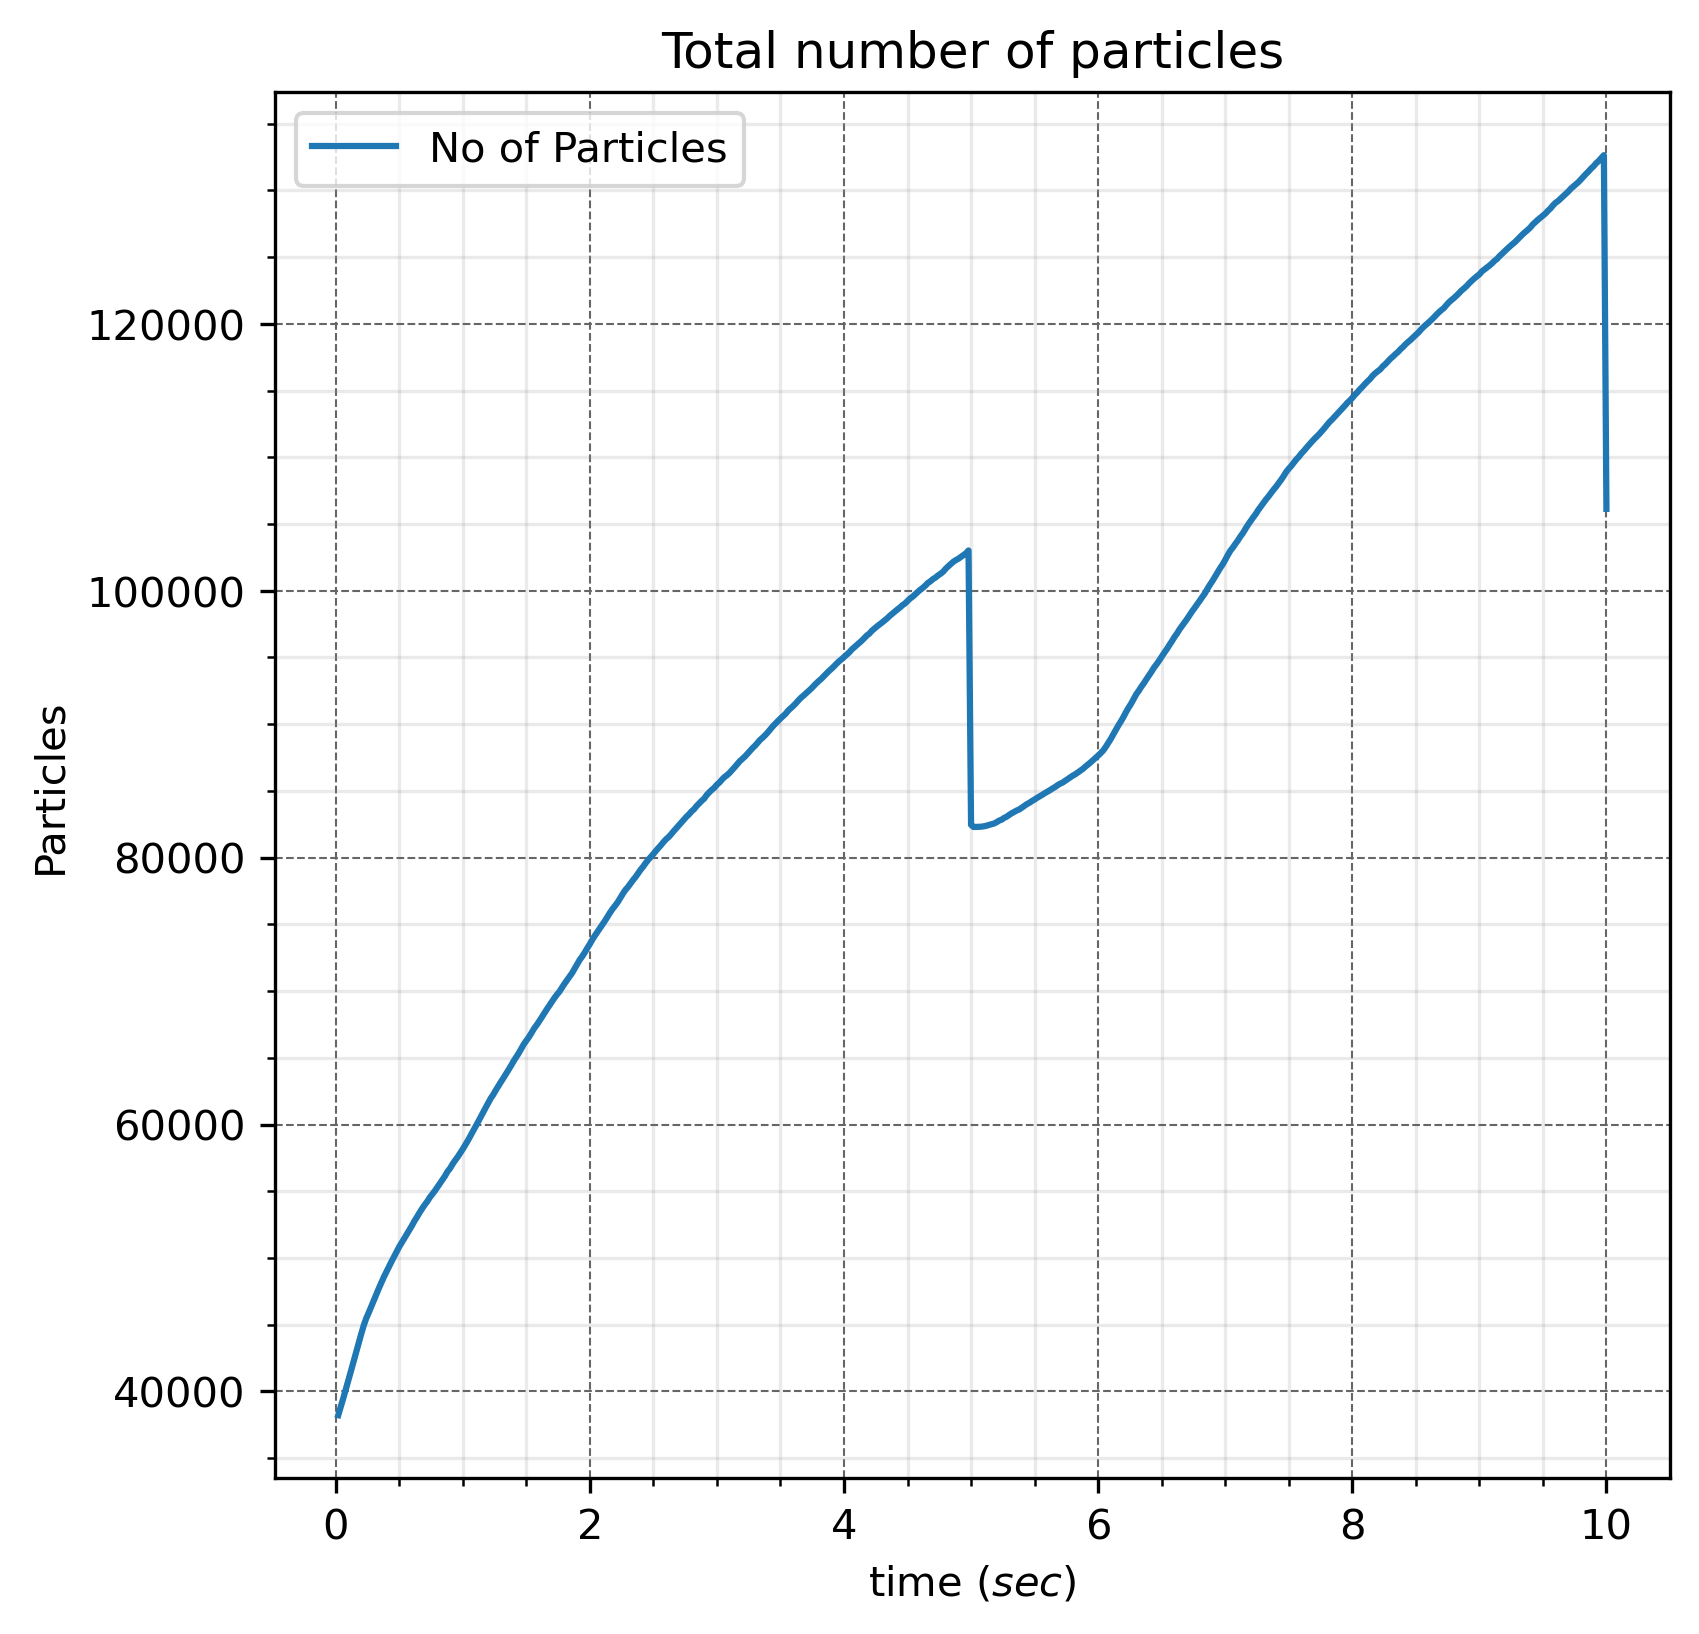 Total number of particles
No of Particles
120000
100000
80000
60000
40000
Particles
0 2 4 6 8 10
time (sec)